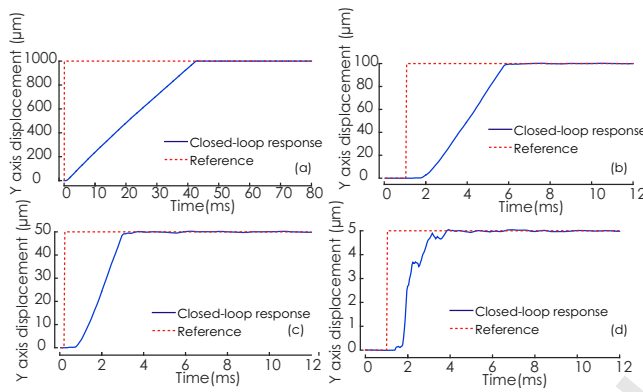 Y axis displacement (µm)
1000
800
600
400
200
0
Closed-loop response
Reference
(a)
0 10 20 30 40 50 60 70 80
Time(ms)
Y axis displacement (µm)
100
80
60
40
20
0
Closed-loop response
Reference
(b)
0 2 4 6 8 10 12
Time(ms)
Y axis displacement (µm)
50
40
30
20
10
0
Closed-loop response
Reference
(c)
0 2 4 6 8 10 12
Time(ms)
Y axis displacement (µm)
5
4
3
2
1
0
Closed-loop response
Reference
(d)
0 2 4 6 8 10 12
Time(ms)